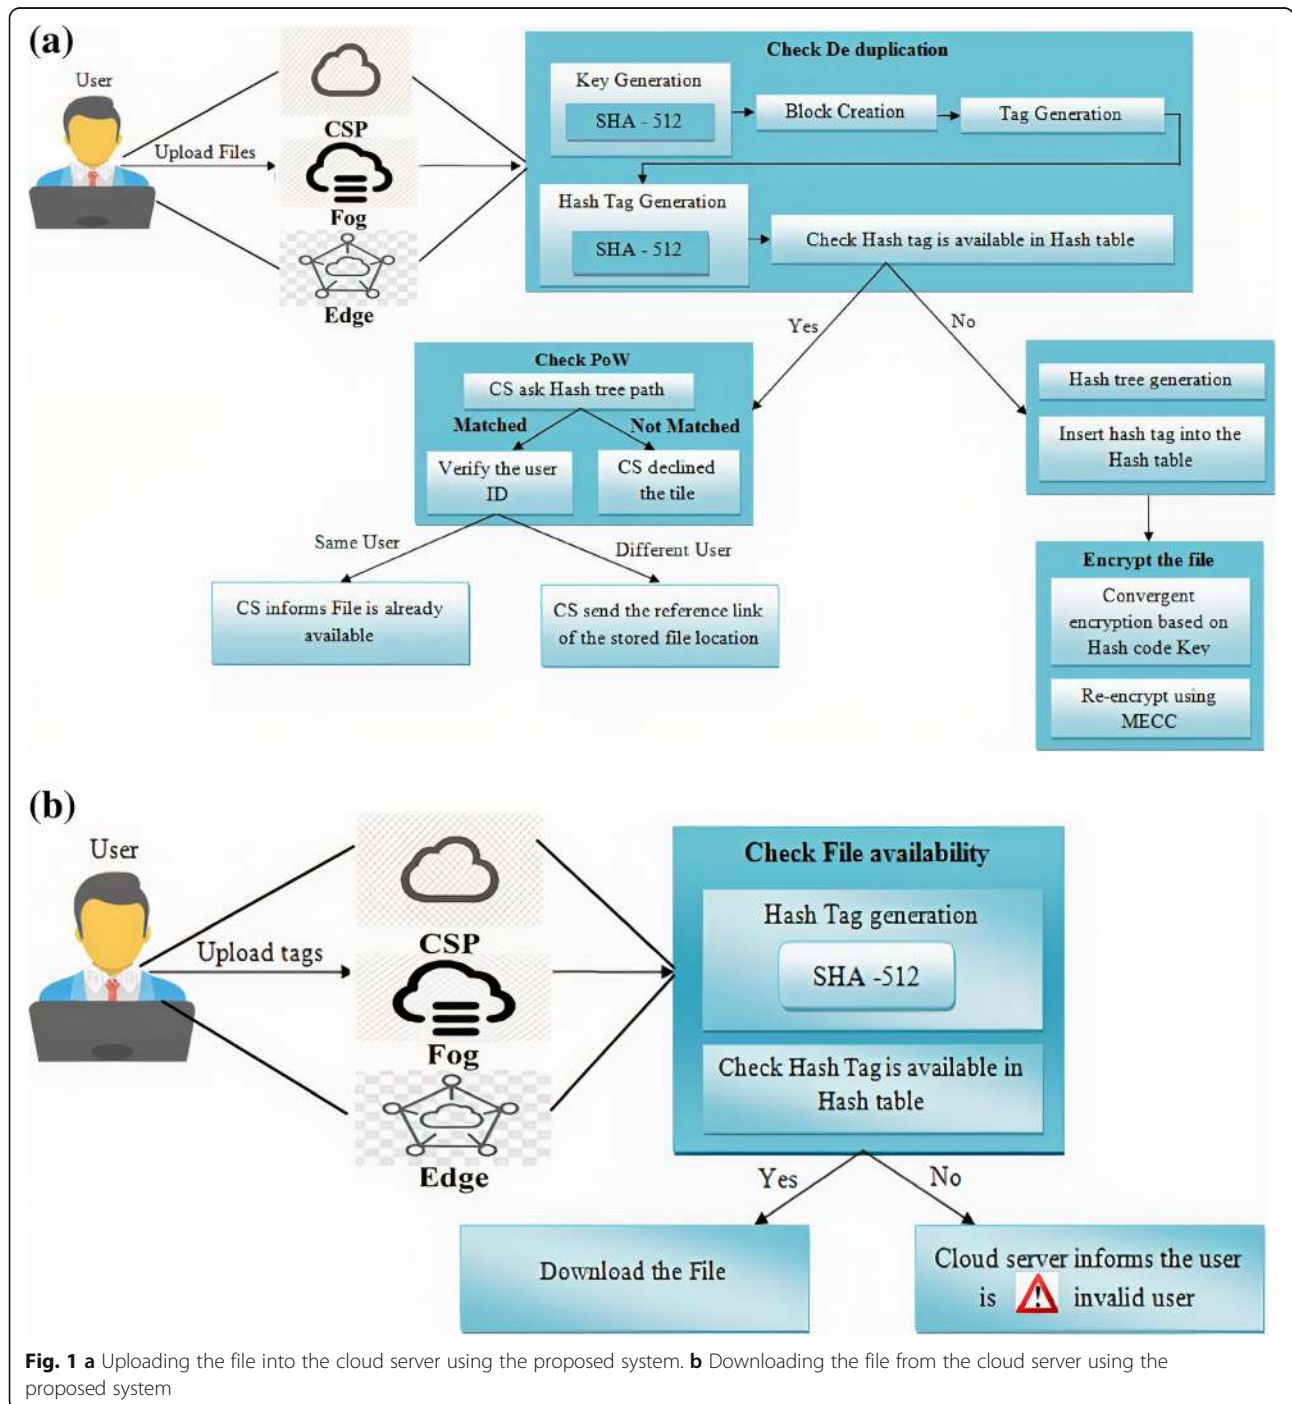 (a)
User
Upload Files
CSP
Fog
Edge
Check De duplication
Key Generation
SHA - 512
Block Creation
Tag Generation
Hash Tag Generation
SHA - 512
Check Hash tag is available in Hash table
Yes
No
Check PoW
CS ask Hash tree path
Matched
Not Matched
Verify the user
ID
CS declined
the tile
Same User
Different User
CS informs File is already
available
CS send the reference link
of the stored file location
Hash tree generation
Insert hash tag into the
Hash table
Encrypt the file
Convergent
encryption based on
Hash code Key
Re-encrypt using
MECC
(b)
User
Upload tags
CSP
Fog
Edge
Check File availability
Hash Tag generation
SHA -512
Check Hash Tag is available in
Hash table
Yes
No
Download the File
Cloud server informs the user
is ! invalid user
Fig. 1 a Uploading the file into the cloud server using the proposed system. b Downloading the file from the cloud server using the
proposed system